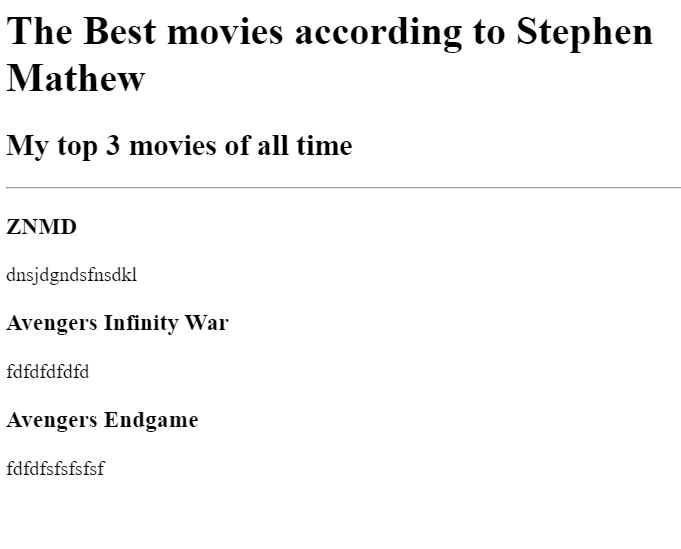 The Best movies according to Stephen
Mathew
My top 3 movies of all time
ZNMD
dnsjdgndsfnsdkl
Avengers Infinity War
fdfdfdfdfd
Avengers Endgame
fdfdfsfsfsfsf